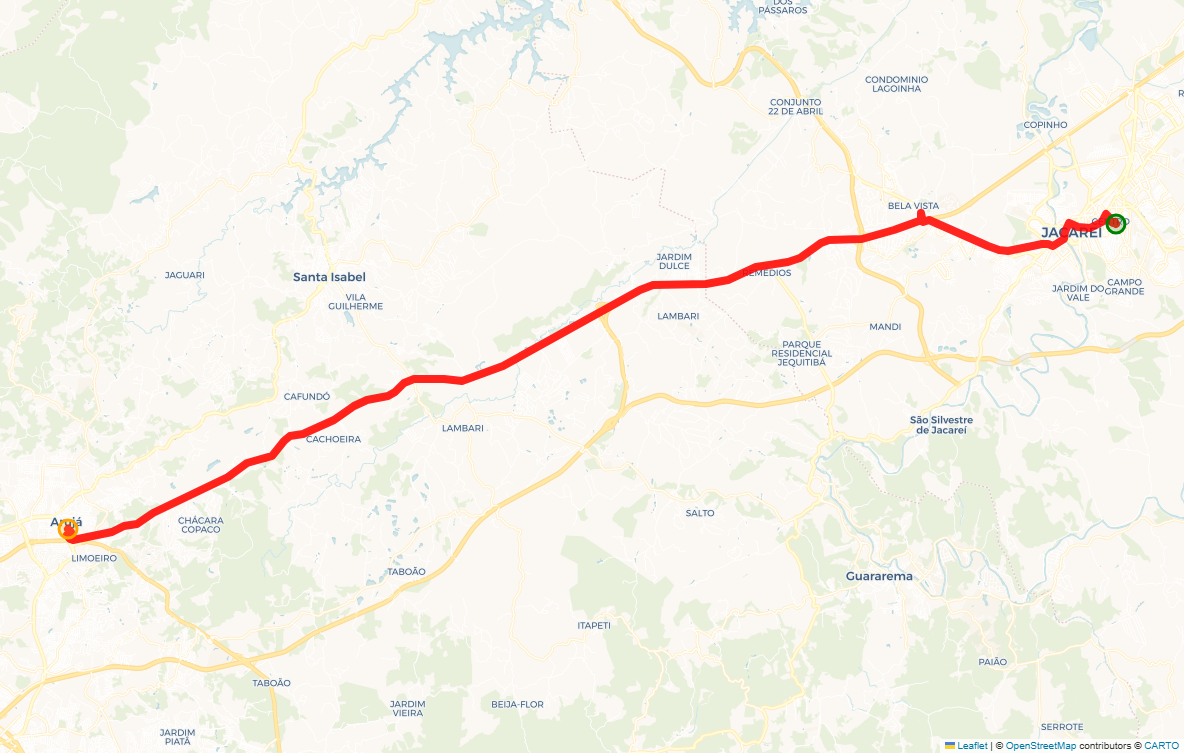 DOS
PÁSSAROS
CONDOMINIO
LAGOINHA
CONJUNTO
22 DE ABRIL
COPINHO
BELA VISTA
JACAREÍ
JARDIM
DULCE
REMÉDIOS
JAGUARI
Santa Isabel
VILA
GUILHERME
JARDIM DO
VALE
CAMPO
GRANDE
LAMBARI
MANDI
PARQUE
RESIDENCIAL
JEQUITIBÁ
CAFUNDÓ
CACHOEIRA
LAMBARI
São Silvestre
de Jacareí
SALTO
CHÁCARA
COPACO
LIMOEIRO
TABOÃO
Guararema
ITAPETI
PAIÃO
TABOÃO
JARDIM
VIEIRA
BEIJA-FLOR
SERROTE
JARDIM
PIATÃ
Leaflet | © OpenStreetMap contributors © CARTO